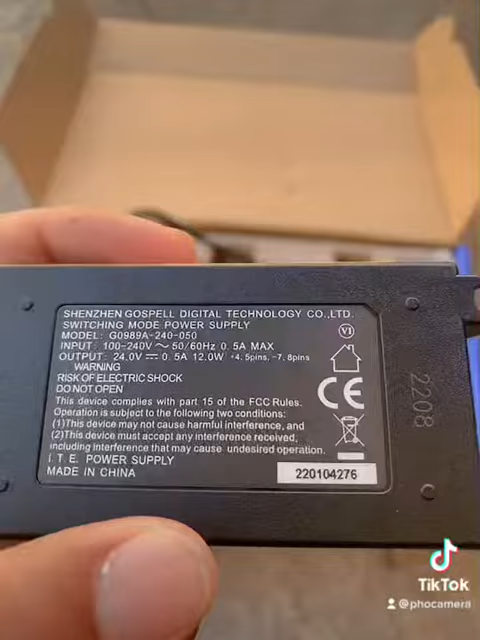 SHENZHEN GOSPELL DIGITAL TECHNOLOGY CO.,LTD.
SWITCHING MODE POWER SUPPLY
MODEL: G0989A-240-050
INPUT: 100-240V ~ 50/60Hz 0.5A MAX
OUTPUT: 24.0V ⎓ 0.5A 12.0W +4,5pins, -7,8pins
WARNING
RISK OF ELECTRIC SHOCK
DO NOT OPEN
This device complies with part 15 of the FCC Rules.
Operation is subject to the following two conditions:
(1)This device may not cause harmful interference, and
(2)This device must accept any interference received,
including interference that may cause undesired operation.
I.T.E. POWER SUPPLY
MADE IN CHINA
VI
CE
220104276
2208
TikTok
@phocamera